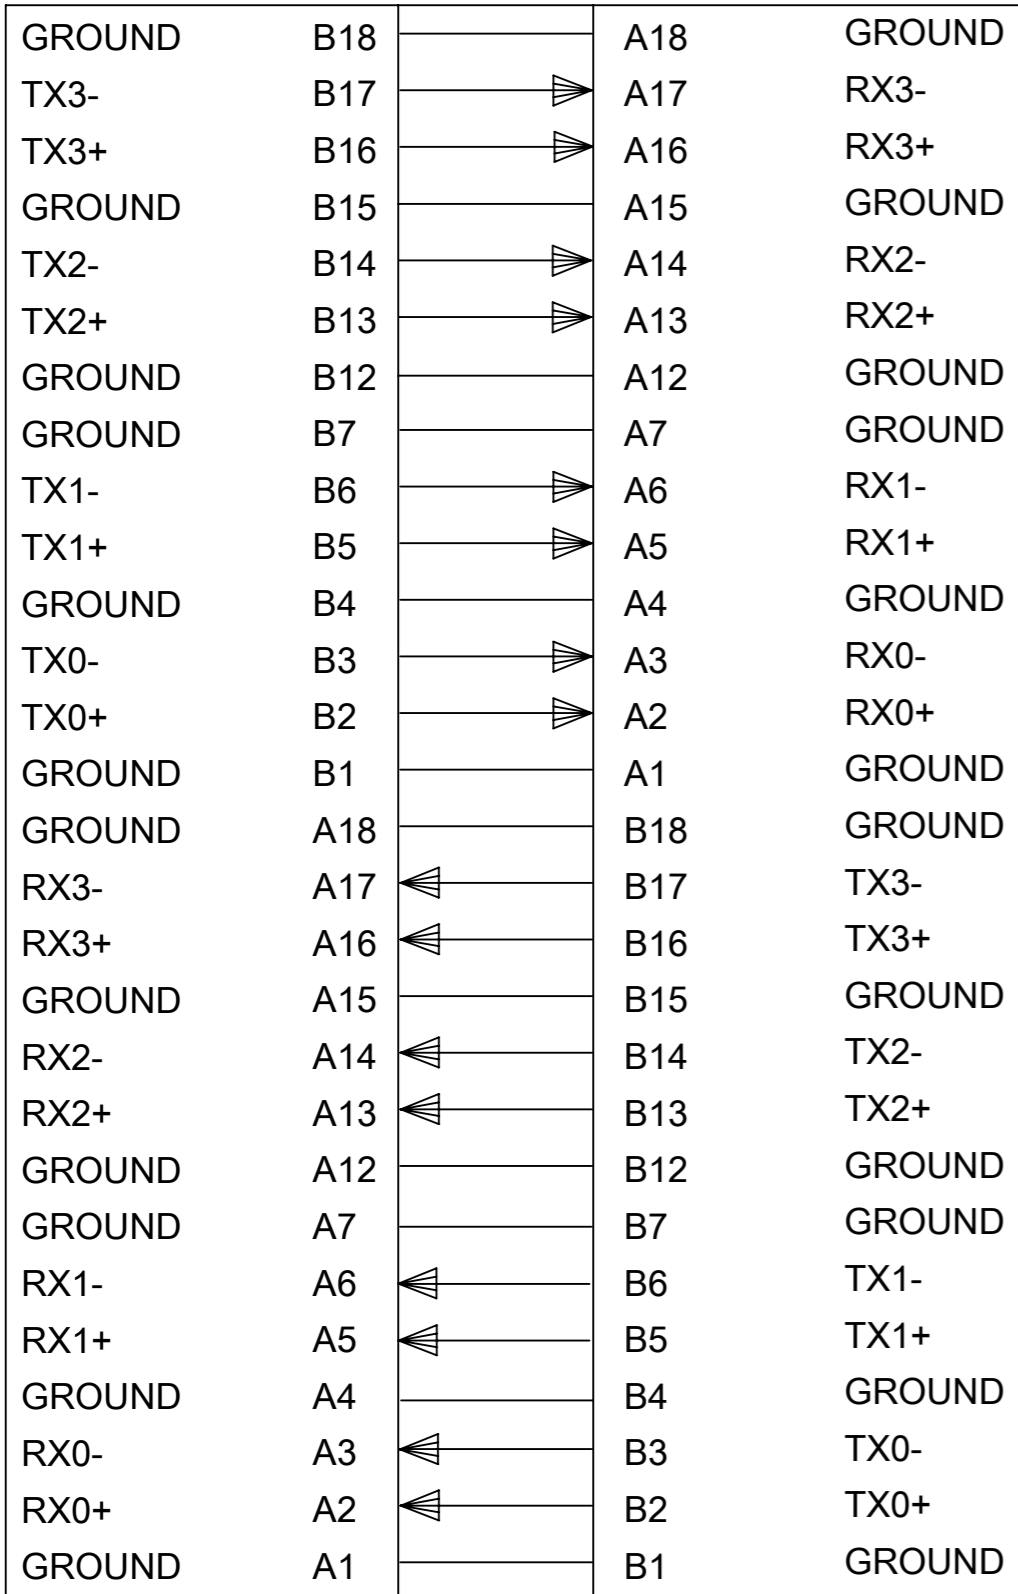 GROUND B18 A18 GROUND
TX3- B17 A17 RX3-
TX3+ B16 A16 RX3+
GROUND B15 A15 GROUND
TX2- B14 A14 RX2-
TX2+ B13 A13 RX2+
GROUND B12 A12 GROUND
GROUND B7 A7 GROUND
TX1- B6 A6 RX1-
TX1+ B5 A5 RX1+
GROUND B4 A4 GROUND
TX0- B3 A3 RX0-
TX0+ B2 A2 RX0+
GROUND B1 A1 GROUND
GROUND A18 B18 GROUND
RX3- A17 B17 TX3-
RX3+ A16 B16 TX3+
GROUND A15 B15 GROUND
RX2- A14 B14 TX2-
RX2+ A13 B13 TX2+
GROUND A12 B12 GROUND
GROUND A7 B7 GROUND
RX1- A6 B6 TX1-
RX1+ A5 B5 TX1+
GROUND A4 B4 GROUND
RX0- A3 B3 TX0-
RX0+ A2 B2 TX0+
GROUND A1 B1 GROUND